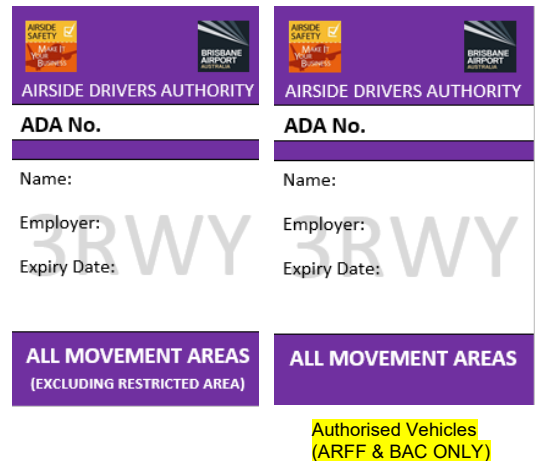 AIRSIDE
SAFETY
MAKE IT
YOUR
BUSINESS
BRISBANE
AIRPORT
AUSTRALIA
AIRSIDE DRIVERS AUTHORITY
ADA No.
Name:
Employer:
3RWY
Expiry Date:
ALL MOVEMENT AREAS
(EXCLUDING RESTRICTED AREA)
AIRSIDE
SAFETY
MAKE IT
YOUR
BUSINESS
BRISBANE
AIRPORT
AUSTRALIA
AIRSIDE DRIVERS AUTHORITY
ADA No.
Name:
Employer:
3RWY
Expiry Date:
ALL MOVEMENT AREAS
Authorised Vehicles
(ARFF & BAC ONLY)